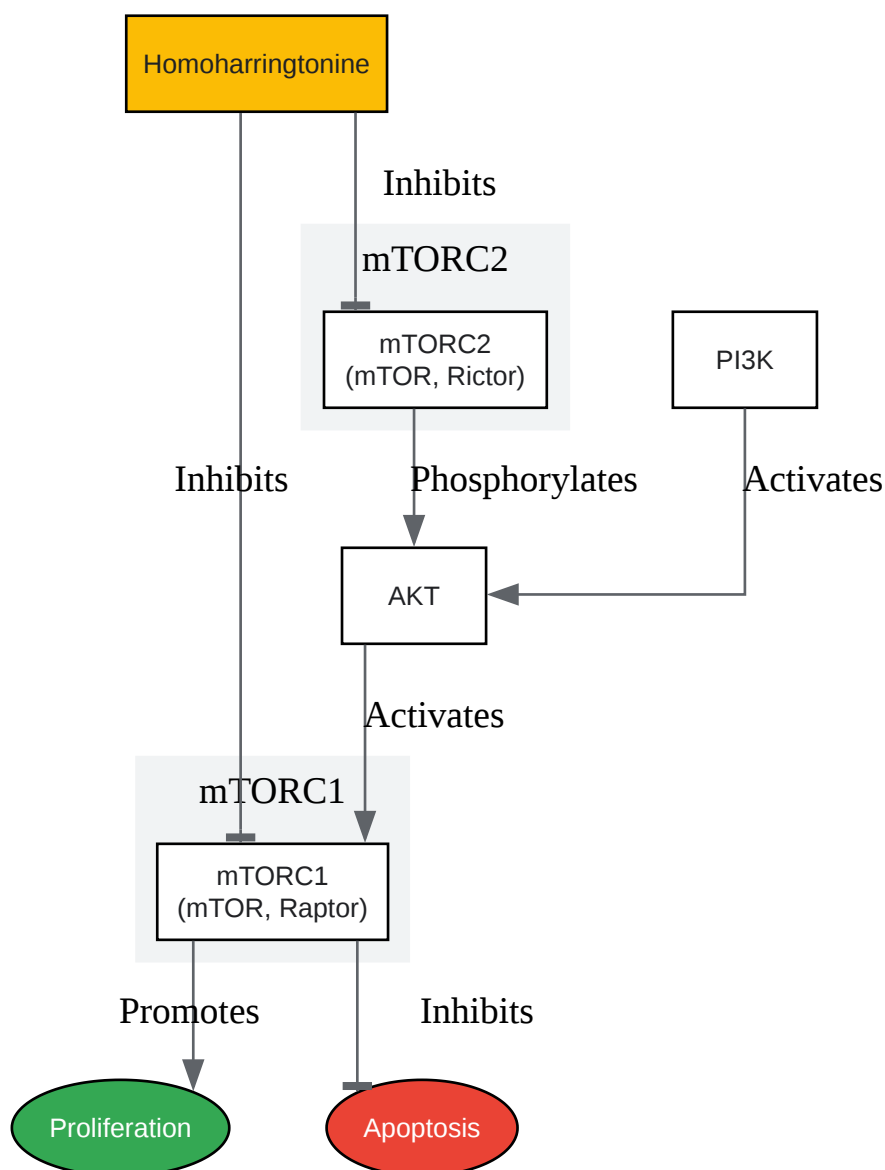 Homoharringtonine
Inhibits
mTORC2
mTORC2
(mTOR, Rictor)
PI3K
Inhibits
Phosphorylates
Activates
AKT
Activates
mTORC1
mTORC1
(mTOR, Raptor)
Promotes
Inhibits
Proliferation
Apoptosis